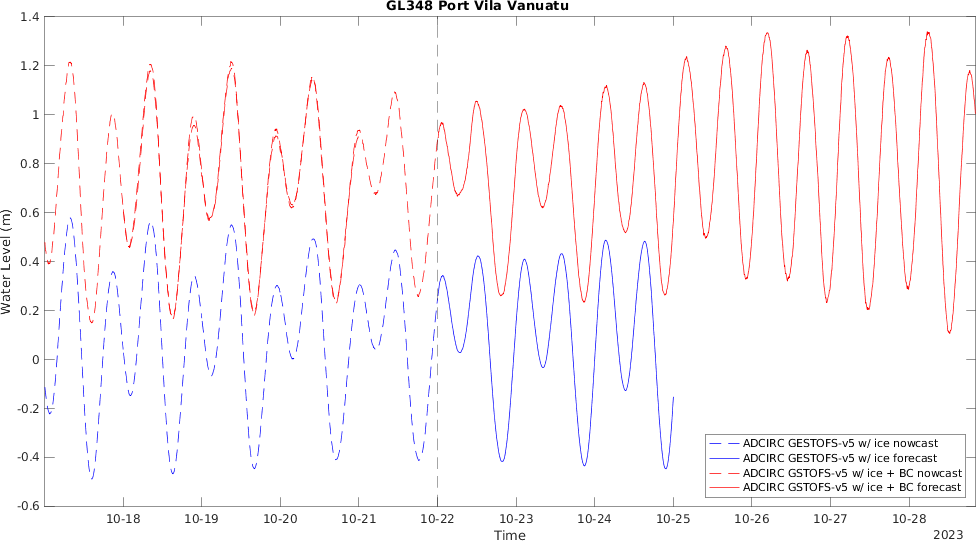 GL348 Port Vila Vanuatu
1.4
1.2
1
0.8
0.6
0.4
0.2
0
-0.2
-0.4
-0.6
Water Level (m)
ADCIRC GESTOFS-v5 w/ ice nowcast
ADCIRC GESTOFS-v5 w/ ice forecast
ADCIRC GSTOFS-v5 w/ ice + BC nowcast
ADCIRC GSTOFS-v5 w/ ice + BC forecast
10-18 10-19 10-20 10-21 10-22 10-23 10-24 10-25 10-26 10-27 10-28
Time
2023